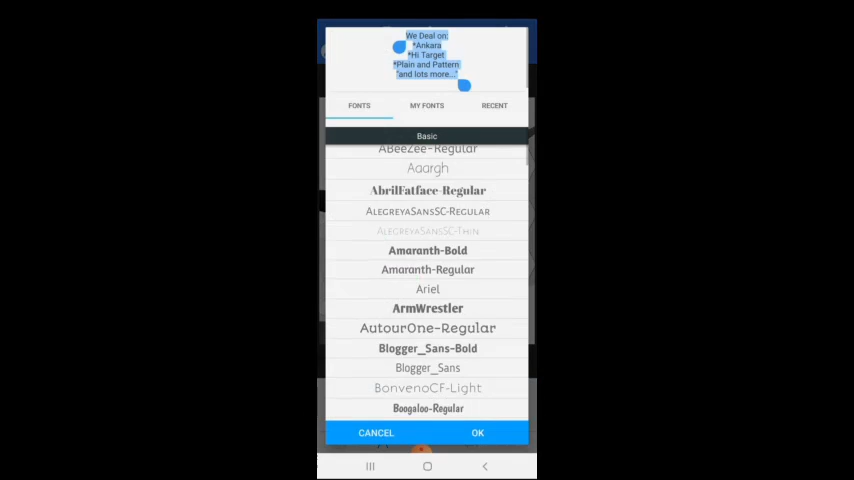 We Deal on:
*Ankara
*Hi Target
*Plain and Pattern
"and lots more..."
FONTS MY FONTS RECENT
Basic
ABeeZee-Regular
Aaargh
AbrilFatface-Regular
AlegreyaSansSC-Regular
AlegreyaSansSC-Thin
Amaranth-Bold
Amaranth-Regular
Ariel
ArmWrestler
AutourOne-Regular
Blogger_Sans-Bold
Blogger_Sans
BonvenoCF-Light
Boogaloo-Regular
CANCEL OK